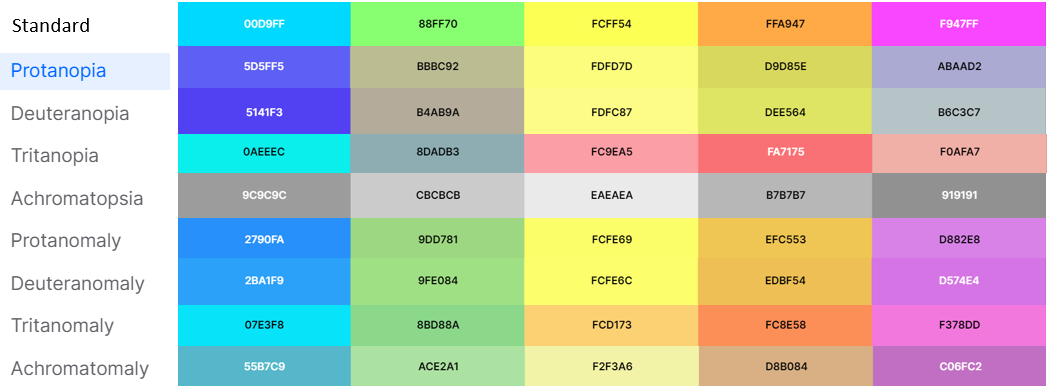 Standard 00D9FF 88FF70 FCFF54 FFA947 F947FF
Protanopia 5D5FF5 BBBC92 FDFD7D D9D85E ABAAD2
Deuteranopia 5141F3 B4AB9A FDFC87 DEE564 B6C3C7
Tritanopia 0AEEEC 8DADB3 FC9EA5 FA7175 F0AFA7
Achromatopsia 9C9C9C CBCBCB EAEAEA B7B7B7 919191
Protanomaly 2790FA 9DD781 FCFE69 EFC553 D882E8
Deuteranomaly 2BA1F9 9FE084 FCFE6C EDBF54 D574E4
Tritanomaly 07E3F8 8BD88A FCD173 FC8E58 F378DD
Achromatomaly 55B7C9 ACE2A1 F2F3A6 D8B084 C06FC2